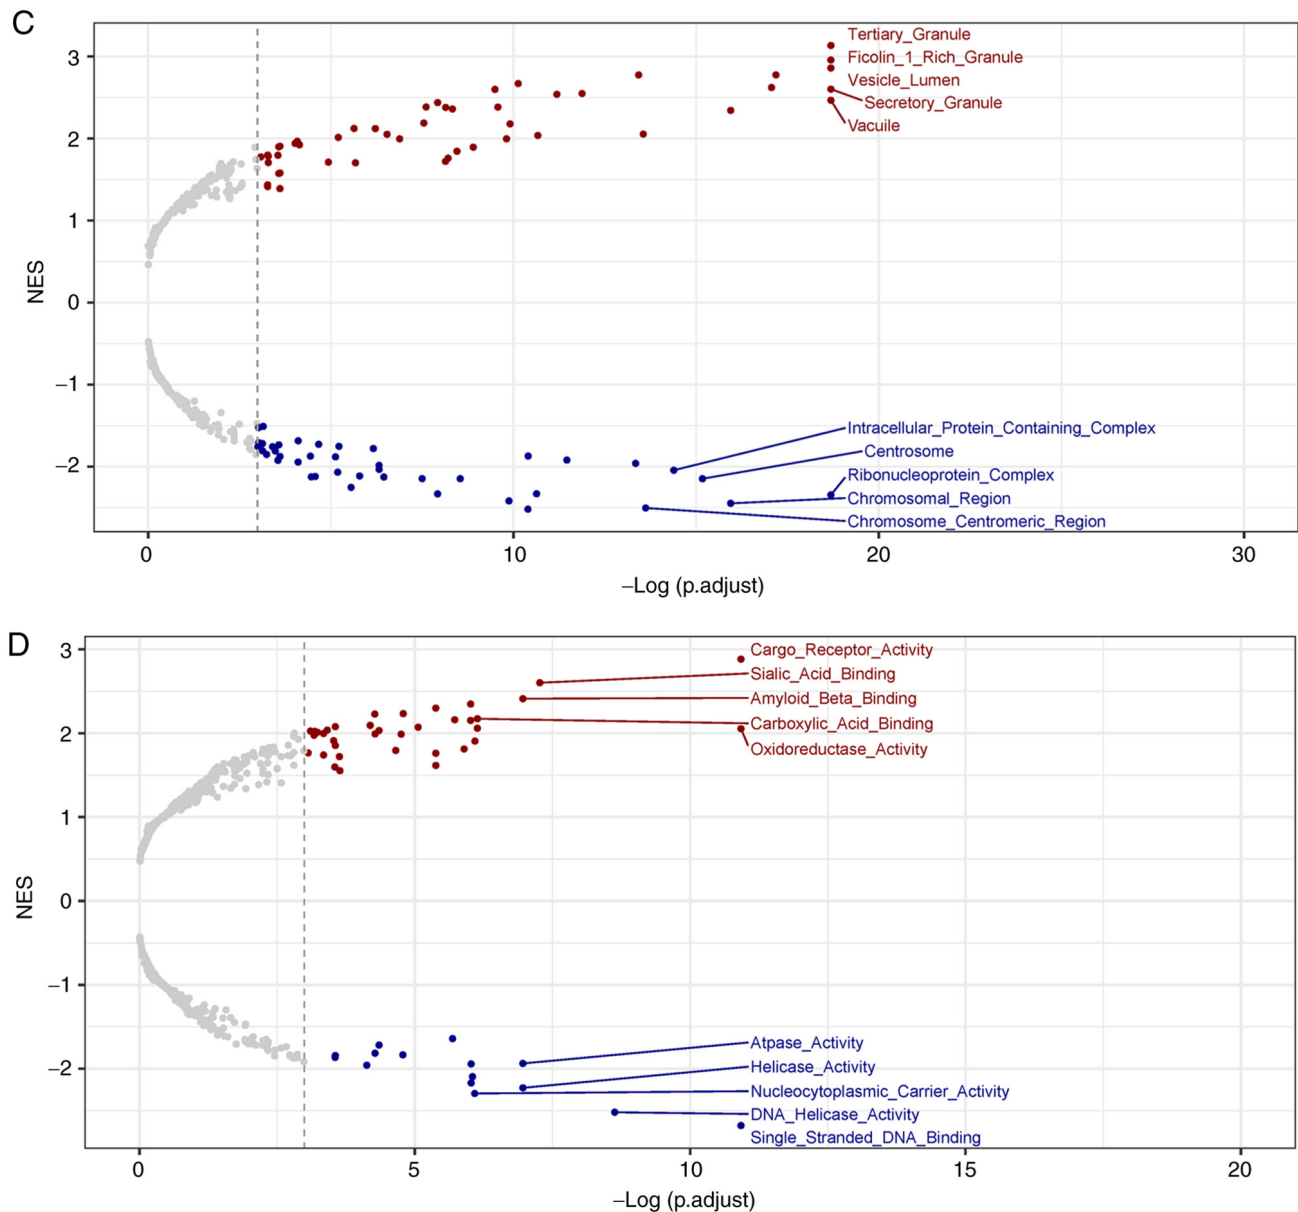 C
3
2
1
0
−1
−2
NES
Tertiary_Granule
Ficolin_1_Rich_Granule
Vesicle_Lumen
Secretory_Granule
Vacuile
Intracellular_Protein_Containing_Complex
Centrosome
Ribonucleoprotein_Complex
Chromosomal_Region
Chromosome_Centromeric_Region
0 10 20 30
−Log (p.adjust)
D
3
2
1
0
−1
−2
NES
Cargo_Receptor_Activity
Sialic_Acid_Binding
Amyloid_Beta_Binding
Carboxylic_Acid_Binding
Oxidoreductase_Activity
Atpase_Activity
Helicase_Activity
Nucleocytoplasmic_Carrier_Activity
DNA_Helicase_Activity
Single_Stranded_DNA_Binding
0 5 10 15 20
−Log (p.adjust)